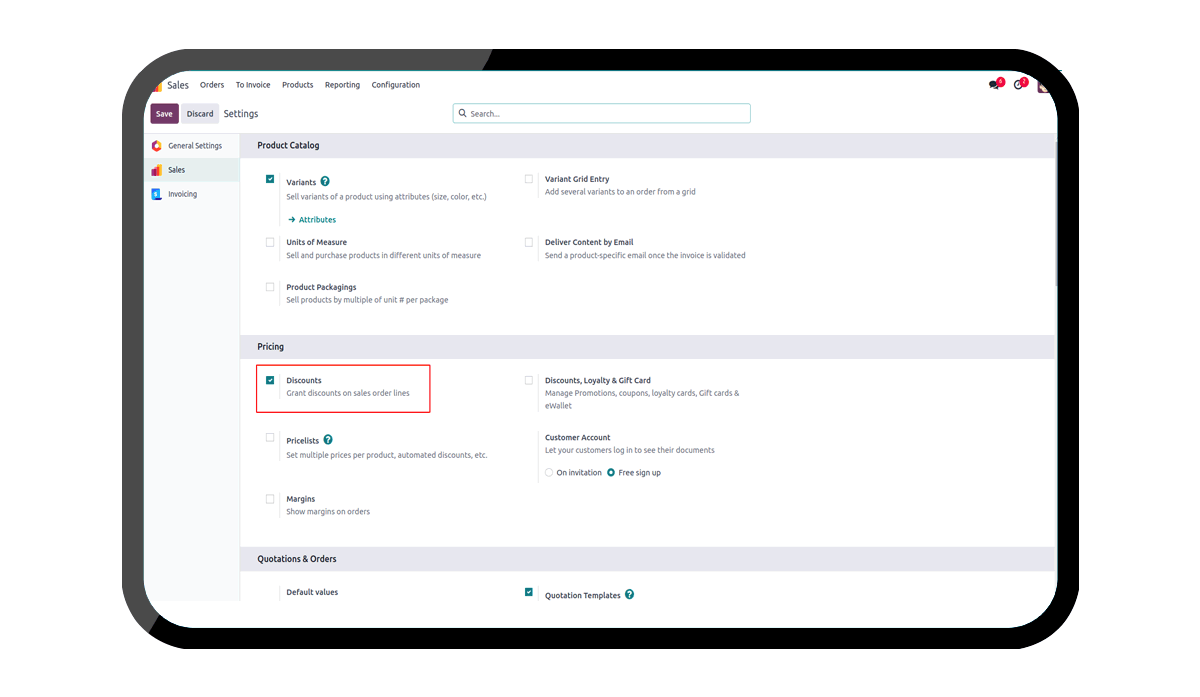 Sales Orders To Invoice Products Reporting Configuration
Save Discard Settings Search...
General Settings
Sales
Invoicing
Product Catalog
Variants ?
Sell variants of a product using attributes (size, color, etc.)
Attributes
Variant Grid Entry
Add several variants to an order from a grid
Units of Measure
Sell and purchase products in different units of measure
Deliver Content by Email
Send a product-specific email once the invoice is validated
Product Packagings
Sell products by multiple of unit # per package
Pricing
Discounts
Grant discounts on sales order lines
Discounts, Loyalty & Gift Card
Manage Promotions, coupons, loyalty cards, Gift cards &
eWallet
Pricelists ?
Set multiple prices per product, automated discounts, etc.
Customer Account
Let your customers log in to see their documents
On invitation Free sign up
Margins
Show margins on orders
Quotations & Orders
Default values
Quotation Templates ?